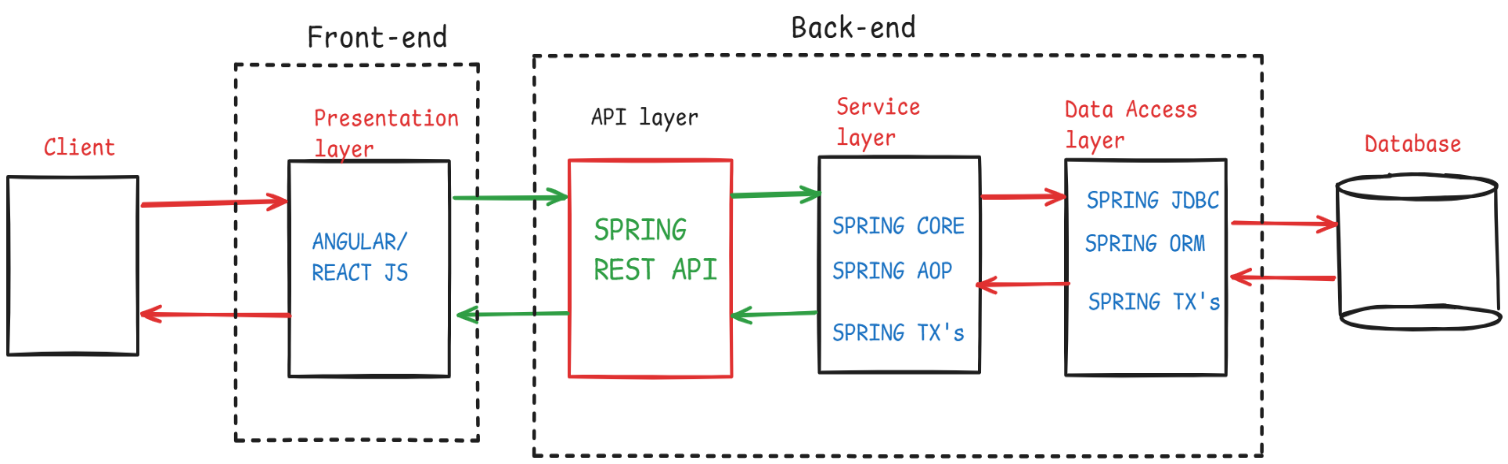 Front-end
Back-end
Client
Presentation
layer
API layer
Service
layer
Data Access
layer
Database
ANGULAR/
REACT JS
SPRING
REST API
SPRING CORE
SPRING AOP
SPRING TX's
SPRING JDBC
SPRING ORM
SPRING TX's